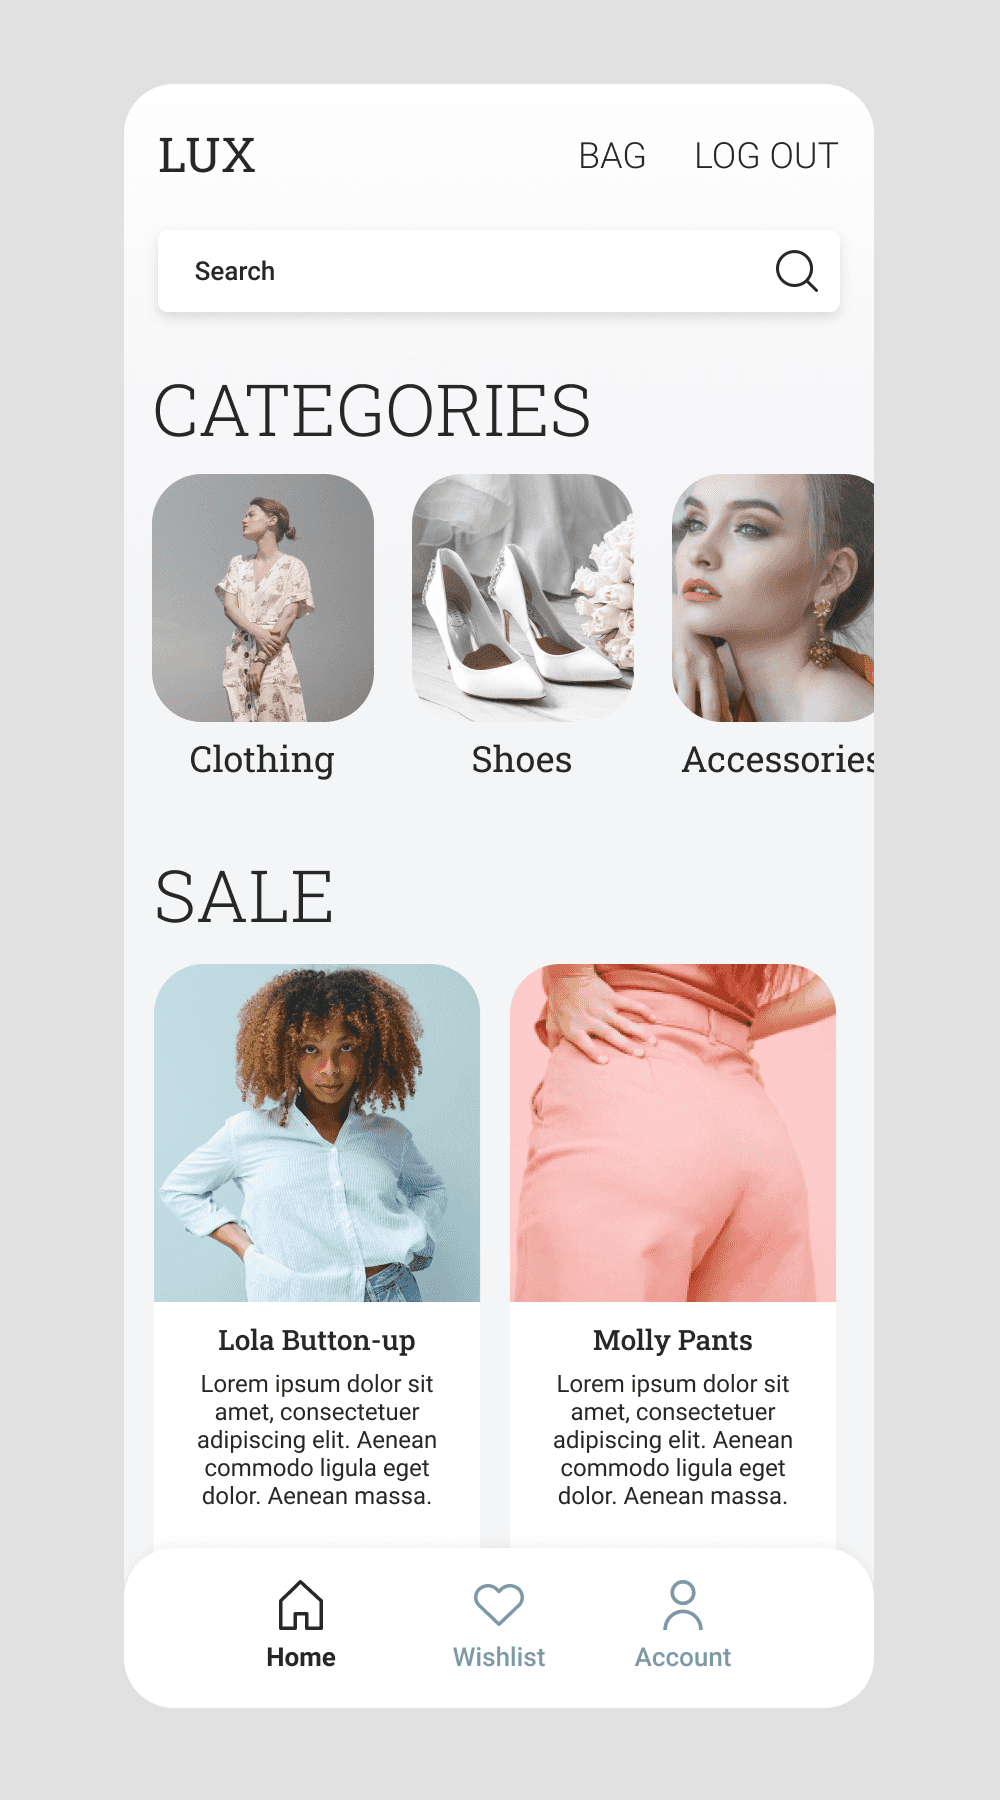 LUX
BAG LOG OUT
Search
CATEGORIES
Clothing Shoes Accessories
SALE
Lola Button-up
Lorem ipsum dolor sit
amet, consectetuer
adipiscing elit. Aenean
commodo ligula eget
dolor. Aenean massa.
Molly Pants
Lorem ipsum dolor sit
amet, consectetuer
adipiscing elit. Aenean
commodo ligula eget
dolor. Aenean massa.
Home Wishlist Account